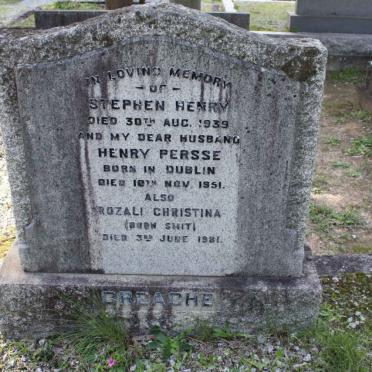 IN LOVING MEMORY
- OF -
STEPHEN HENRY
DIED 30TH AUG. 1939
AND MY DEAR HUSBAND
HENRY PERSSE
BORN IN DUBLIN
DIED 10TH NOV. 1951.
ALSO
ROZALI CHRISTINA
(BORN SMIT)
DIED 3RD JUNE 1981.
CREAGHE